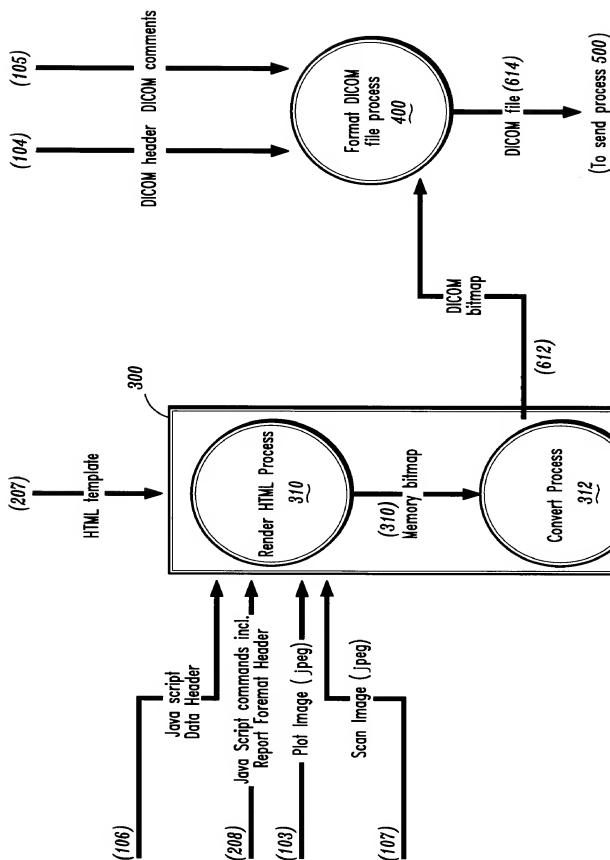 (105)
DICOM comments
(104)
DICOM header
Format DICOM
file process
400
DICOM file (614)
(To send process 500)
DICOM
bitmap
(612)
300
(207)
HTML template
Render HTML Process
310
(310)
Memory bitmap
Convert Process
312
(106)
Java script
Data Header
(208)
Java Script commands incl.
Report Foremat Header
(103)
Plot Image (jpeg)
Scan Image (jpeg)
(107)